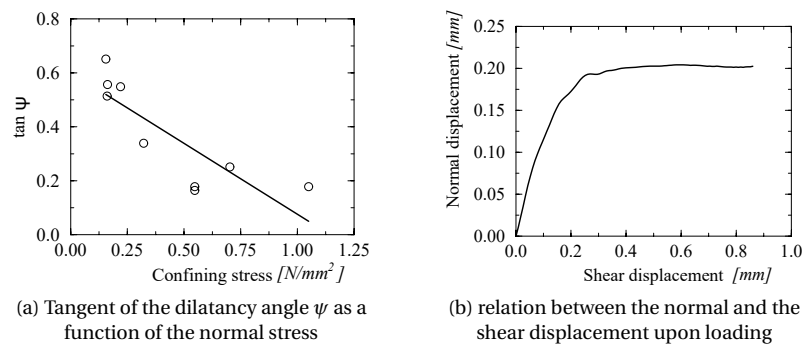 0.8
0.6
0.4
0.2
0.0
tan ψ
0.00 0.25 0.50 0.75 1.00 1.25
Confining stress [N/mm²]
(a) Tangent of the dilatancy angle ψ as a
function of the normal stress
0.25
0.20
0.15
0.10
0.05
0.00
Normal displacement [mm]
0.0 0.2 0.4 0.6 0.8 1.0
Shear displacement [mm]
(b) relation between the normal and the
shear displacement upon loading